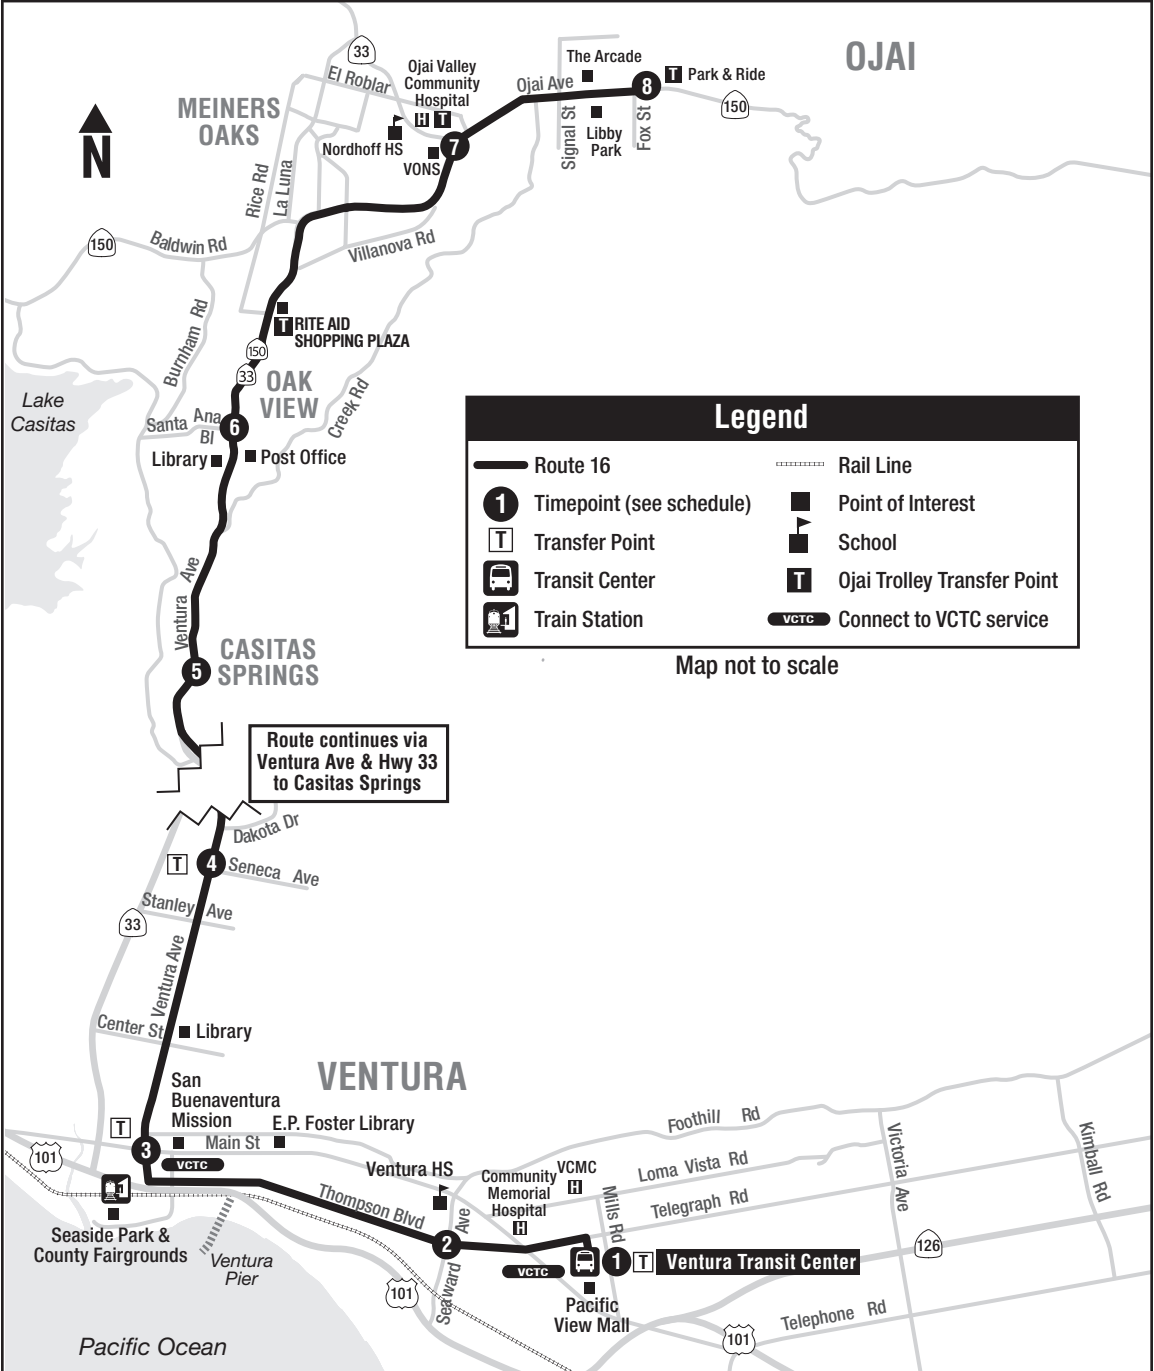 33
OJAI
The Arcade
Ojai Valley
Community
Hospital
H
T
El Roblar
Ojai Ave
8
T
Park & Ride
150
MEINERS
OAKS
N
Nordhoff HS
VONS
7
Signal St
Libby
Park
Fox St
Rice Rd
La Luna
150
Baldwin Rd
Villanova Rd
Burnham Rd
T
RITE AID
SHOPPING PLAZA
150
33
OAK
VIEW
Creek Rd
Lake
Casitas
Santa Ana
Bl
6
Library
Post Office
Legend
Route 16
Rail Line
1
Timepoint (see schedule)
Point of Interest
T
Transfer Point
School
Transit Center
T
Ojai Trolley Transfer Point
Train Station
VCTC
Connect to VCTC service
Map not to scale
Ventura Ave
CASITAS
SPRINGS
5
Route continues via
Ventura Ave & Hwy 33
to Casitas Springs
Dakota Dr
T
4
Seneca Ave
Stanley Ave
33
Ventura Ave
Center St
Library
VENTURA
San
Buenaventura
Mission
E.P. Foster Library
T
3
Main St
VCTC
101
Foothill Rd
Victoria Ave
Kimball Rd
Loma Vista Rd
Telegraph Rd
Ventura HS
Community
Memorial
Hospital
H
VCMC
H
Mills Rd
Thompson Blvd
Seaward Ave
2
Seaside Park &
County Fairgrounds
Ventura
Pier
VCTC
1
T
Ventura Transit Center
126
101
Pacific
View Mall
Telephone Rd
101
Pacific Ocean